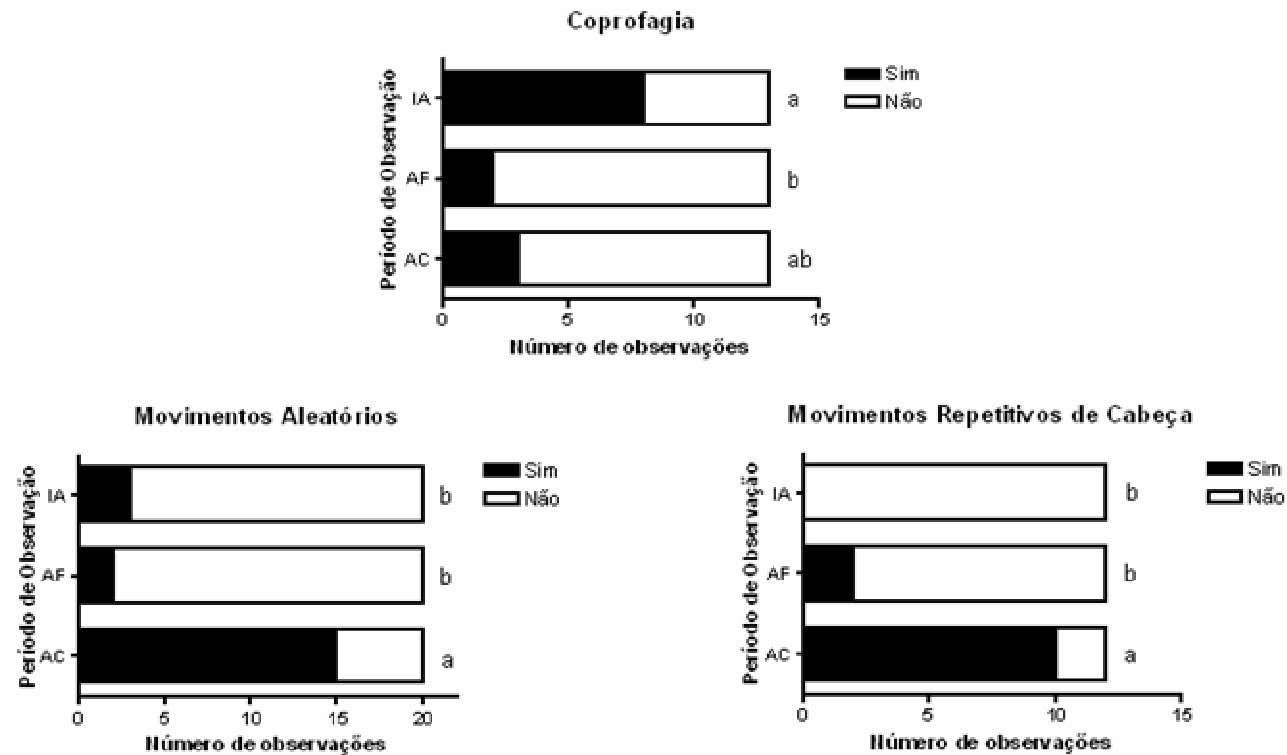 Coprofagia
Período de Observação
IA
AF
AC
a
b
ab
Sim
Não
0 5 10 15
Número de observações
Movimentos Aleatórios
Período de Observação
IA
AF
AC
b
b
a
Sim
Não
0 5 10 15 20
Número de observações
Movimentos Repetitivos de Cabeça
Período de Observação
IA
AF
AC
b
b
a
Sim
Não
0 5 10 15
Número de observações